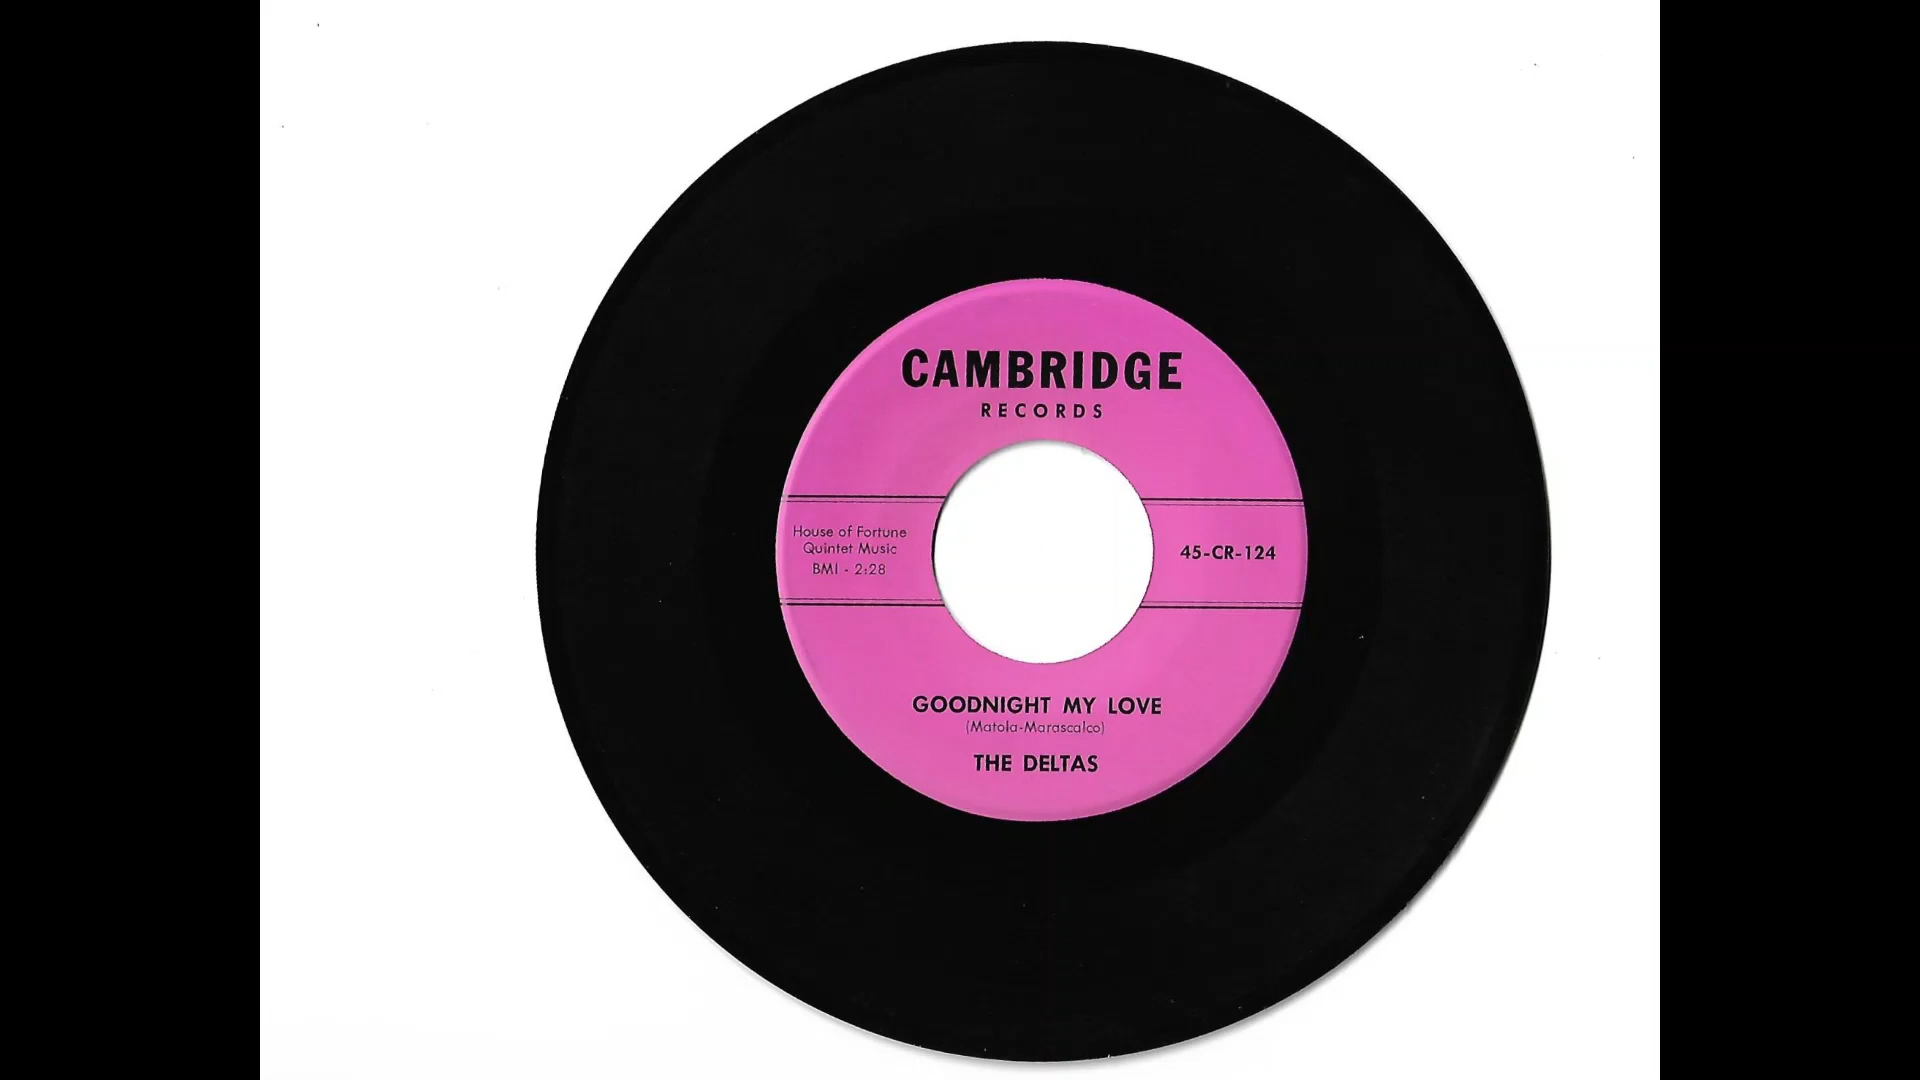 CAMBRIDGE
RECORDS
House of Fortune
Quintet Music
BMI - 2:28
45-CR-124
GOODNIGHT MY LOVE
(Matola-Marascalco)
THE DELTAS